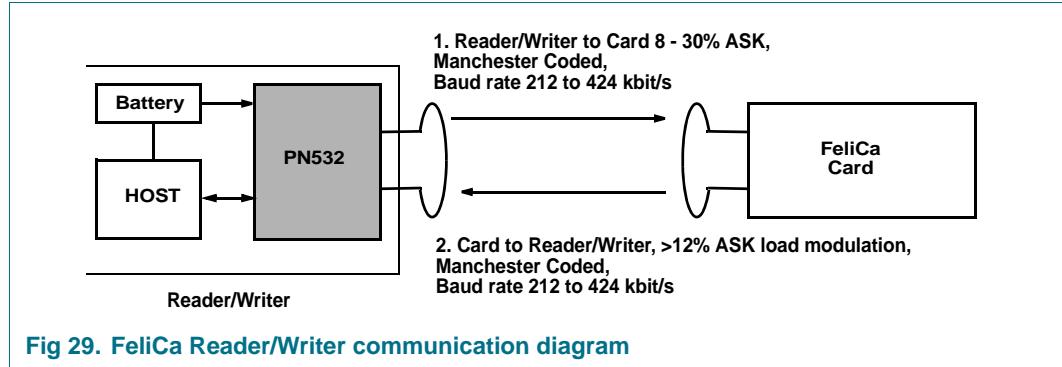 1. Reader/Writer to Card 8 - 30% ASK,
Manchester Coded,
Baud rate 212 to 424 kbit/s
Battery
PN532
HOST
FeliCa
Card
2. Card to Reader/Writer, >12% ASK load modulation,
Manchester Coded,
Baud rate 212 to 424 kbit/s
Reader/Writer
Fig 29. FeliCa Reader/Writer communication diagram